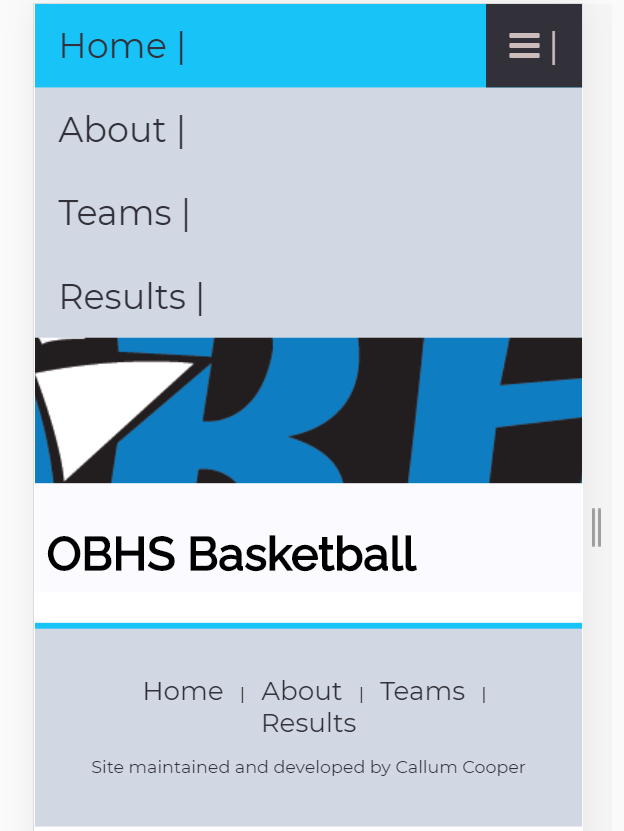 Home | |
About |
Teams |
Results |
OBHS Basketball
Home | About | Teams |
Results
Site maintained and developed by Callum Cooper